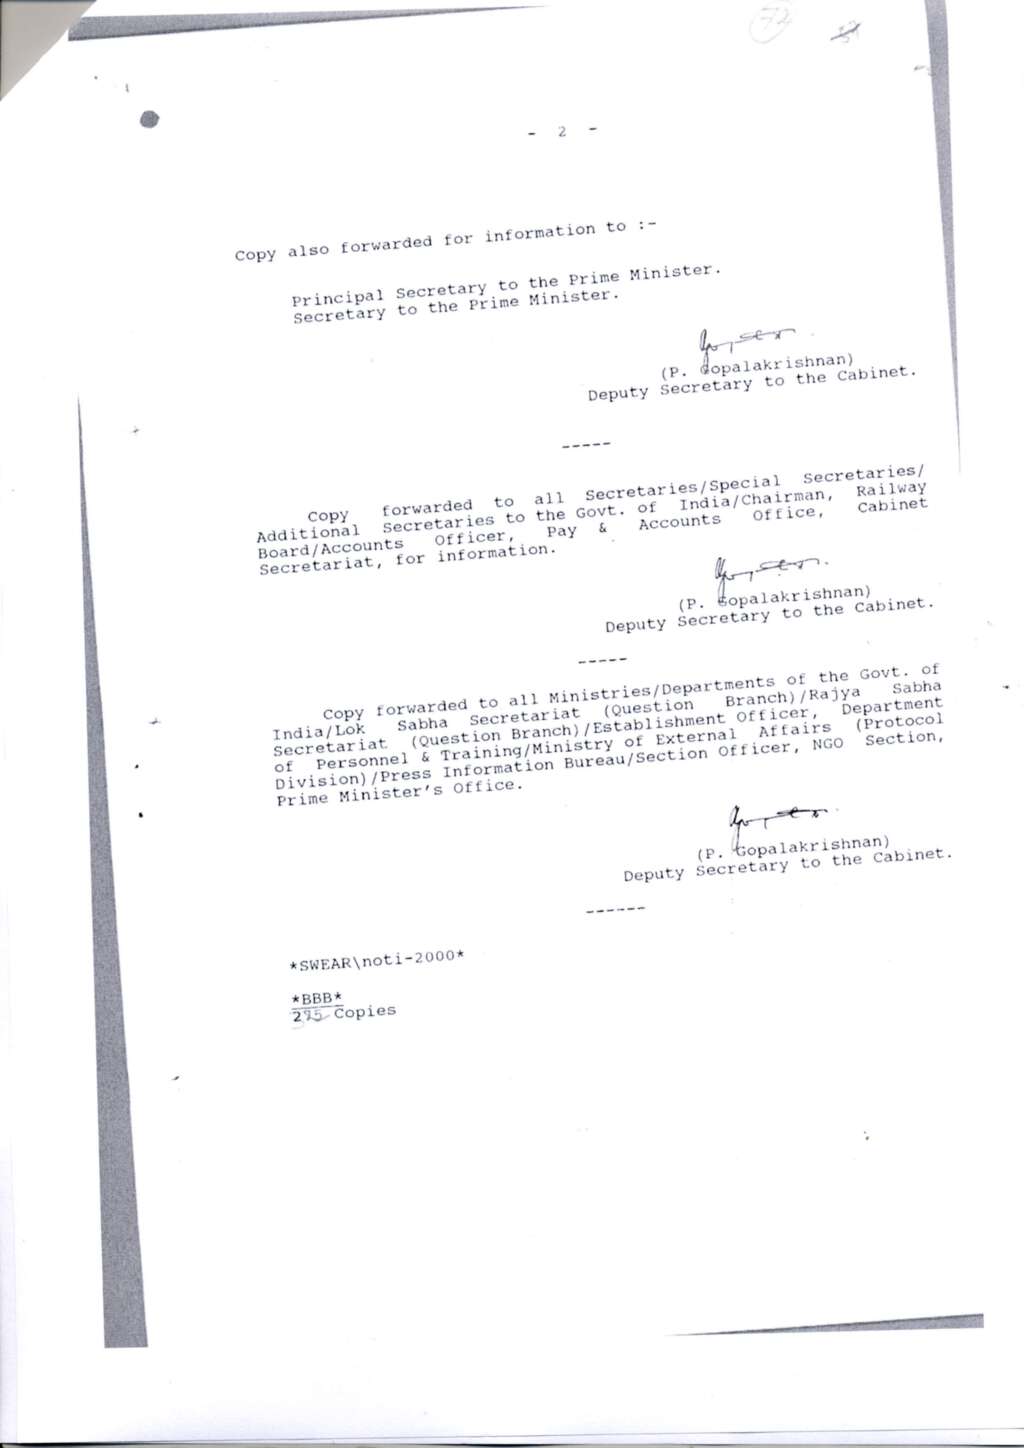 72
- 2 -
Copy also forwarded for information to :-
Principal Secretary to the Prime Minister.
Secretary to the Prime Minister.
(P. Gopalakrishnan)
Deputy Secretary to the Cabinet.
-----
Copy forwarded to all Secretaries/Special Secretaries/
Additional Secretaries to the Govt. of India/Chairman, Railway
Board/Accounts Officer, Pay & Accounts Office, Cabinet
Secretariat, for information.
(P. Gopalakrishnan)
Deputy Secretary to the Cabinet.
-----
Copy forwarded to all Ministries/Departments of the Govt. of
India/Lok Sabha Secretariat (Question Branch)/Rajya Sabha
Secretariat (Question Branch)/Establishment Officer, Department
of Personnel & Training/Ministry of External Affairs (Protocol
Division)/Press Information Bureau/Section Officer, NGO Section,
Prime Minister's Office.
(P. Gopalakrishnan)
Deputy Secretary to the Cabinet.
------
*SWEAR\noti-2000*
*BBB*
Copies